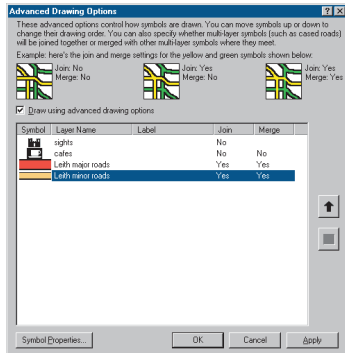 Advanced Drawing Options
These advanced options control how symbols are drawn. You can move symbols up or down to
change their drawing order. You can also specify whether multi-layer symbols (such as cased roads)
will be joined together or merged with other multi-layer symbols where they meet.
Example: here's the join and merge settings for the yellow and green symbols shown below.
Join: No
Merge: No
Join: Yes
Merge: No
Join: Yes
Merge: Yes
Draw using advanced drawing options
Symbol Layer Name Label Join Merge
sights No
cafes No No
Leith major roads Yes Yes
Leith minor roads Yes Yes
Symbol Properties... OK Cancel Apply